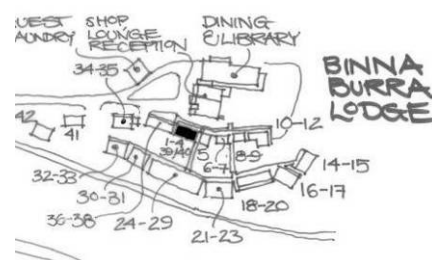 UEST
AUNDRY
SHOP
LOUNGE
RECEPTION
DINING
& LIBRARY
BINNA
BURRA
LODGE
34-35
42
41
1-4
39/40
5
6-7
8-9
10-12
14-15
16-17
18-20
21-23
24-29
36-38
30-31
32-33